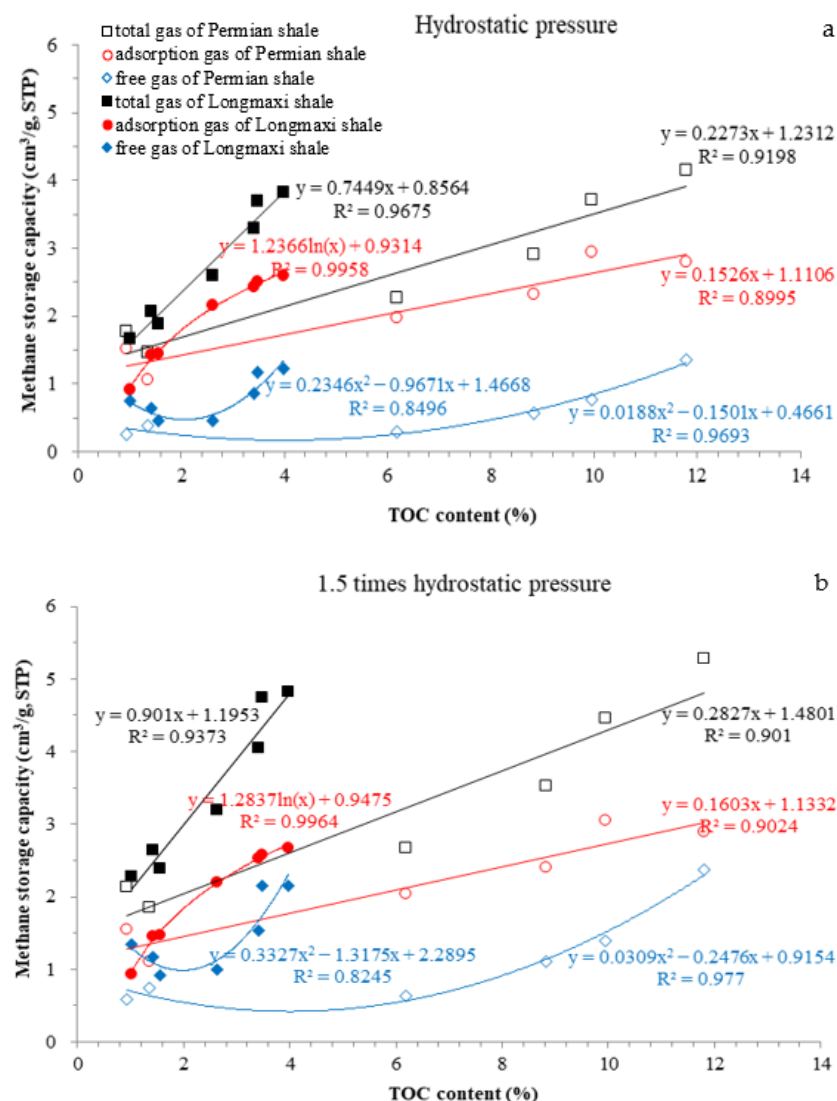 Hydrostatic pressure
a
total gas of Permian shale
adsorption gas of Permian shale
free gas of Permian shale
total gas of Longmaxi shale
adsorption gas of Longmaxi shale
free gas of Longmaxi shale
Methane storage capacity (cm³/g, STP)
6
5
4
3
2
1
0
y = 0.2273x + 1.2312
R² = 0.9198
y = 0.7449x + 0.8564
R² = 0.9675
y = 1.2366ln(x) + 0.9314
R² = 0.9958
y = 0.1526x + 1.1106
R² = 0.8995
y = 0.2346x² − 0.9671x + 1.4668
R² = 0.8496
y = 0.0188x² − 0.1501x + 0.4661
R² = 0.9693
0 2 4 6 8 10 12 14
TOC content (%)
1.5 times hydrostatic pressure
b
Methane storage capacity (cm³/g, STP)
6
5
4
3
2
1
0
y = 0.901x + 1.1953
R² = 0.9373
y = 0.2827x + 1.4801
R² = 0.901
y = 1.2837ln(x) + 0.9475
R² = 0.9964
y = 0.1603x + 1.1332
R² = 0.9024
y = 0.3327x² − 1.3175x + 2.2895
R² = 0.8245
y = 0.0309x² − 0.2476x + 0.9154
R² = 0.977
0 2 4 6 8 10 12 14
TOC content (%)